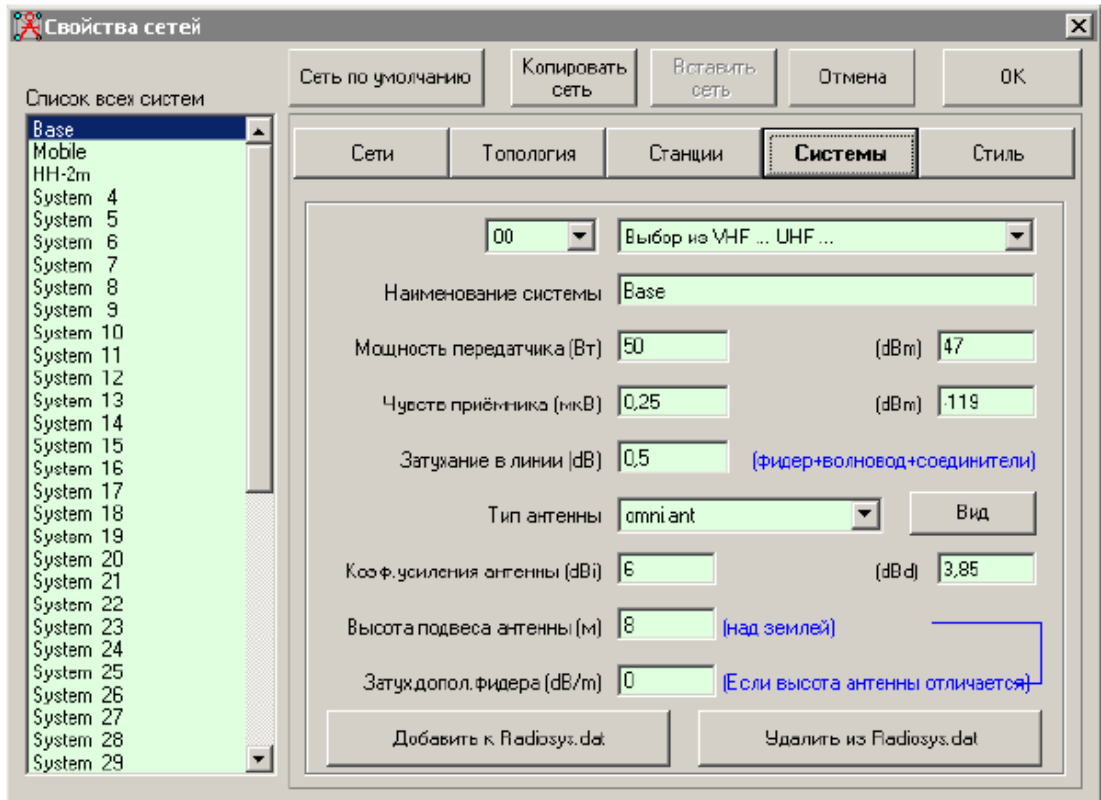 Свойства сетей
Сеть по умолчанию
Копировать сеть
Вставить сеть
Отмена
OK
Список всех систем
Base
Mobile
HH-2m
System 4
System 5
System 6
System 7
System 8
System 9
System 10
System 11
System 12
System 13
System 14
System 15
System 16
System 17
System 18
System 19
System 20
System 21
System 22
System 23
System 24
System 25
System 26
System 27
System 28
System 29
Сети
Топология
Станции
Системы
Стиль
00
Выбор из VHF ... UHF ...
Наименование системы
Base
Мощность передатчика (Вт)
50
(dBm)
47
Чувств приёмника (мкВ)
0,25
(dBm)
-119
Затухание в линии (dB)
0,5
(фидер+волновод+соединители)
Тип антенны
omni.ant
Вид
Коэф.усиления антенны (dBi)
6
(dBd)
3,85
Высота подвеса антенны (м)
8
(над землей)
Затух.допол.фидера (dB/m)
0
(Если высота антенны отличается)
Добавить к Radiosys.dat
Удалить из Radiosys.dat